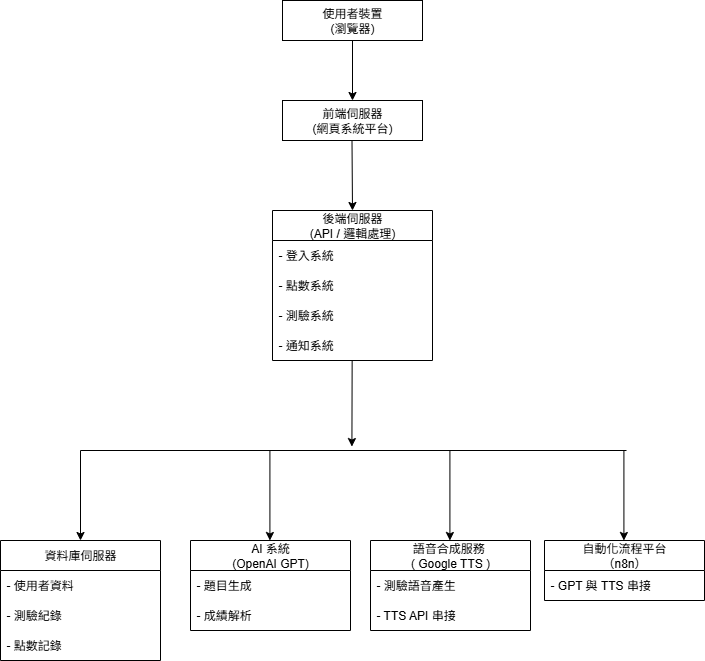 使用者裝置
(瀏覽器)
前端伺服器
(網頁系統平台)
後端伺服器
(API / 邏輯處理)
- 登入系統
- 點數系統
- 測驗系統
- 通知系統
資料庫伺服器
- 使用者資料
- 測驗紀錄
- 點數記錄
AI 系統
(OpenAI GPT)
- 題目生成
- 成績解析
語音合成服務
( Google TTS )
- 測驗語音產生
- TTS API 串接
自動化流程平台
（n8n）
- GPT 與 TTS 串接